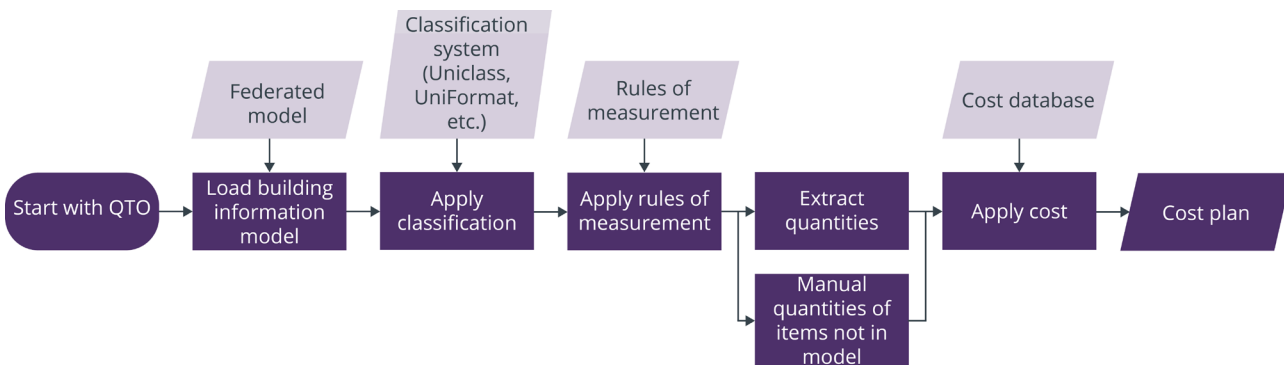 Classification
system
(Uniclass,
UniFormat,
etc.)
Federated
model
Rules of
measurement
Cost database
Start with QTO
Load building
information
model
Apply
classification
Apply rules of
measurement
Extract
quantities
Apply cost
Cost plan
Manual
quantities of
items not in
model